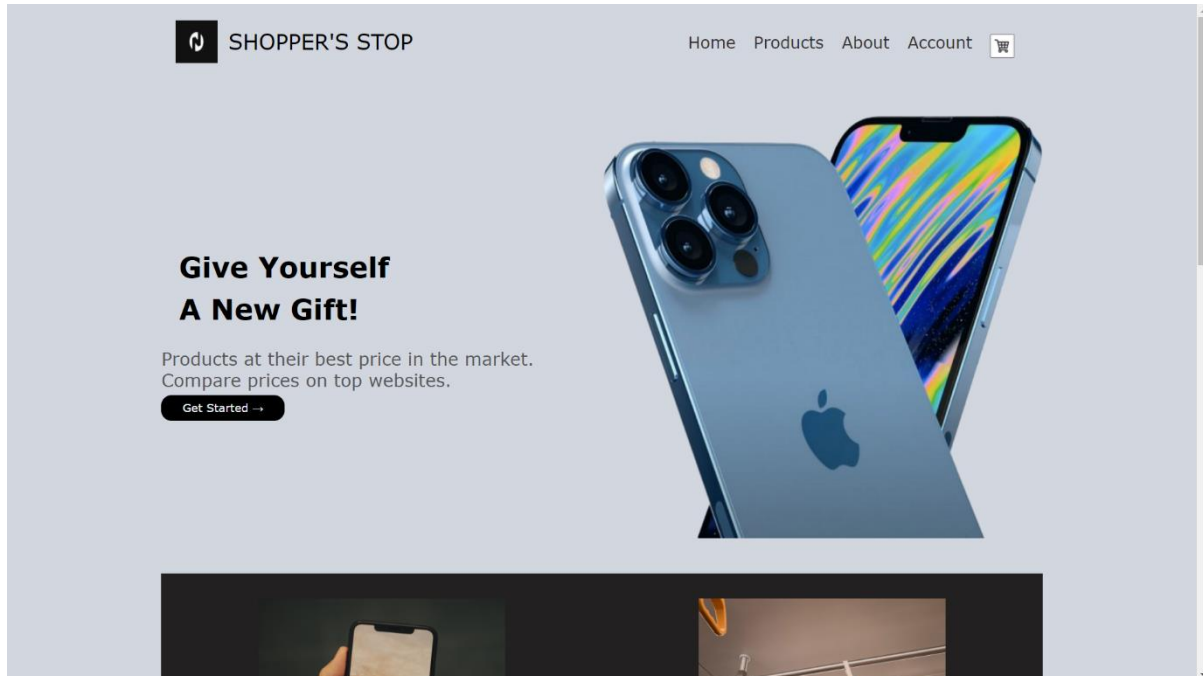 SHOPPER'S STOP
Home Products About Account
Give Yourself
A New Gift!
Products at their best price in the market.
Compare prices on top websites.
Get Started →